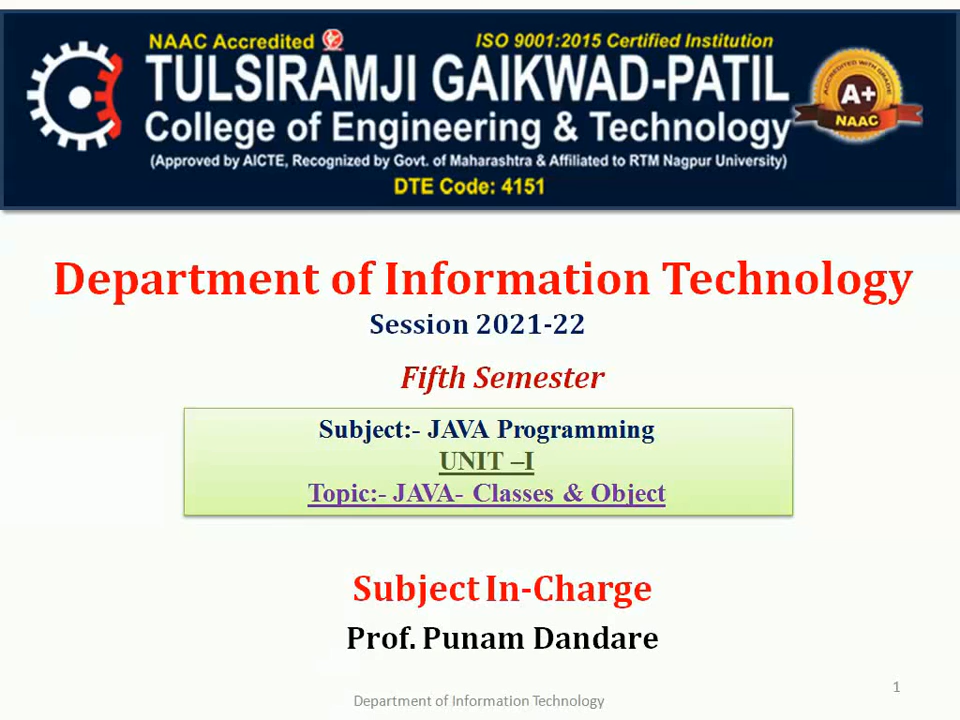 NAAC Accredited
ISO 9001:2015 Certified Institution
TULSIRAMJI GAIKWAD-PATIL
College of Engineering & Technology
(Approved by AICTE, Recognized by Govt. of Maharashtra & Affiliated to RTM Nagpur University)
DTE Code: 4151
ACCREDITED WITH GRADE
A+
NAAC
Department of Information Technology
Session 2021-22
Fifth Semester
Subject:- JAVA Programming
UNIT –I
Topic:- JAVA- Classes & Object
Subject In-Charge
Prof. Punam Dandare
Department of Information Technology
1